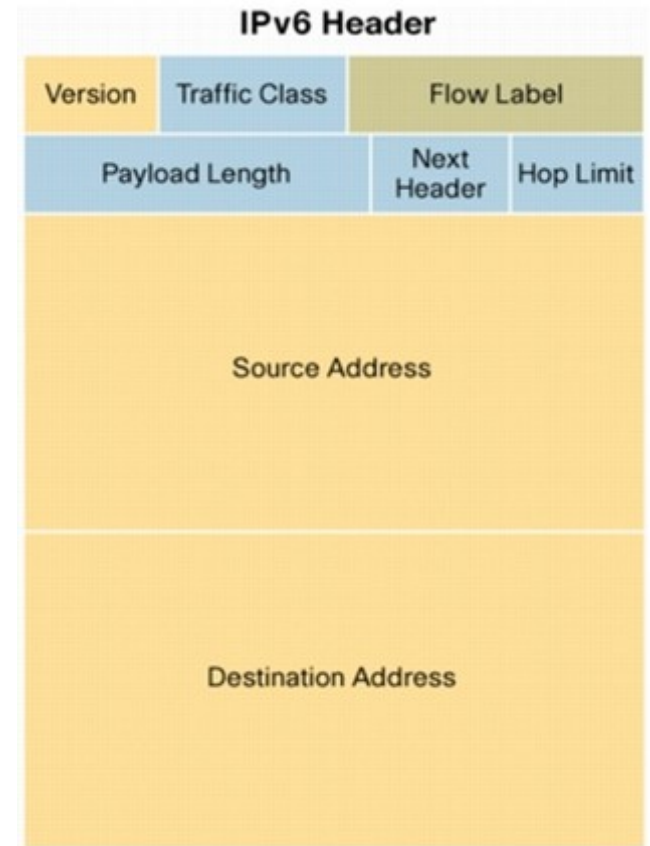 IPv6 Header
Version Traffic Class Flow Label
Payload Length Next Header Hop Limit
Source Address
Destination Address